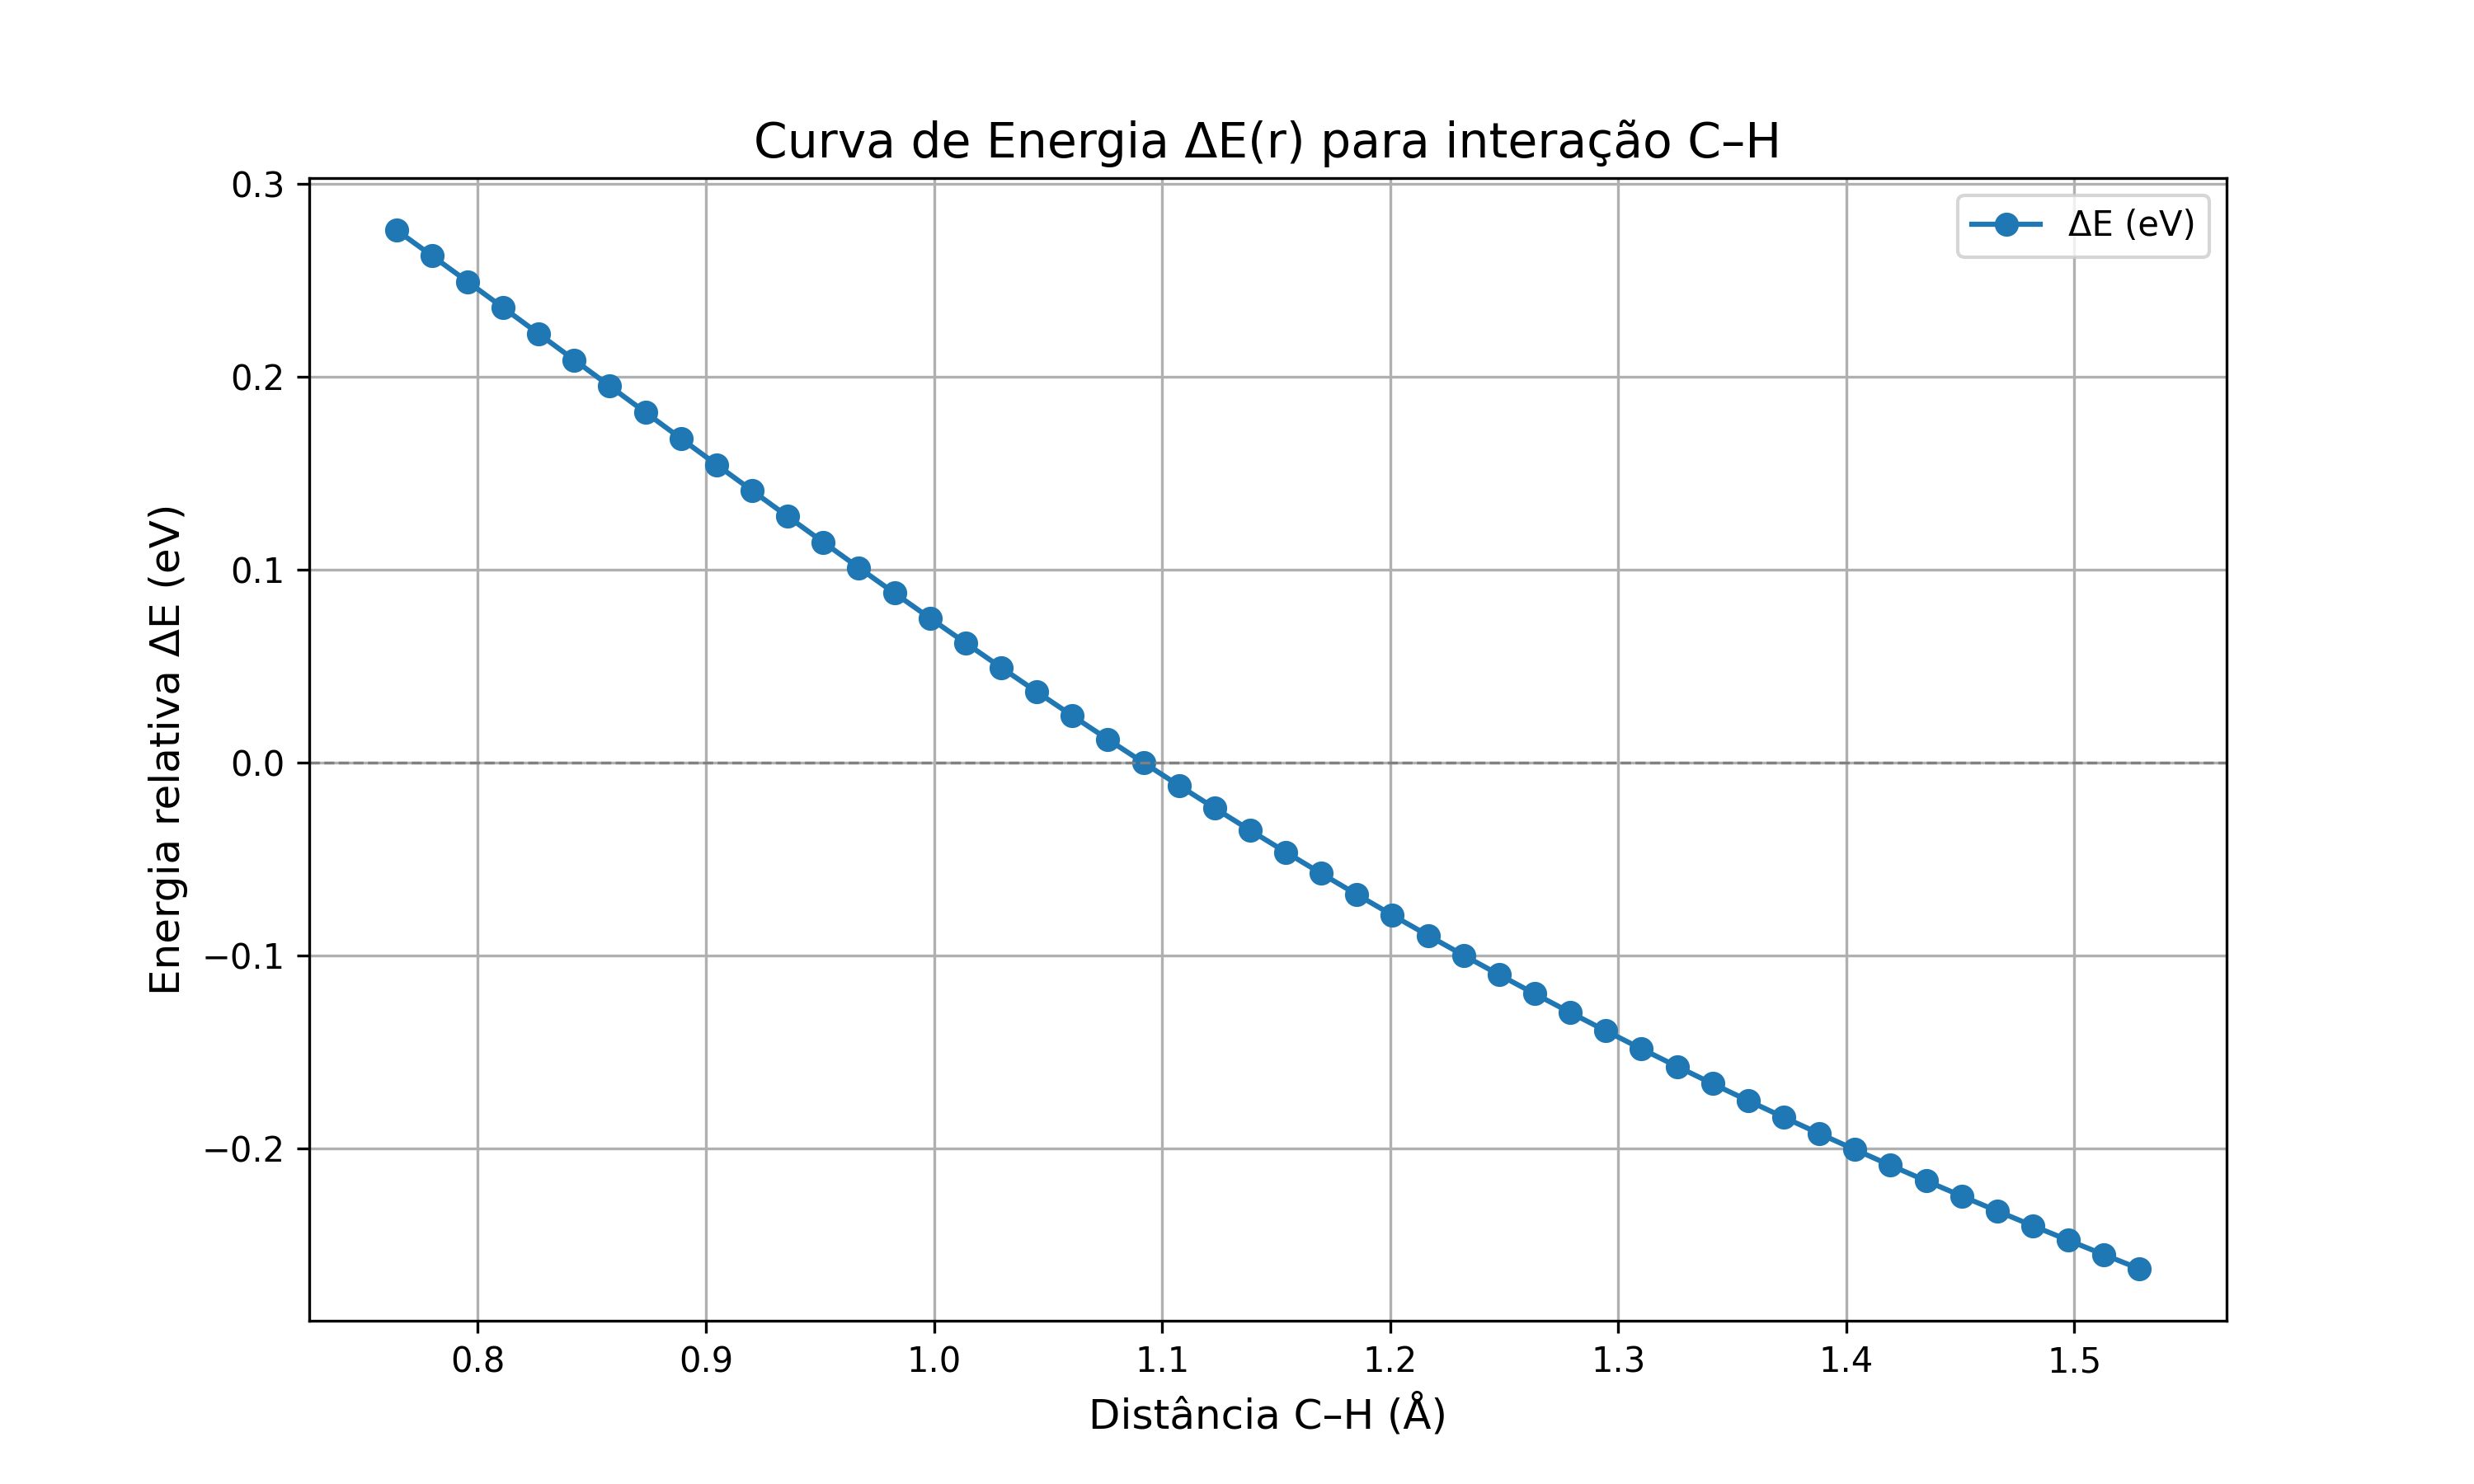 Curva de Energia ΔE(r) para interação C–H
ΔE (eV)
Energia relativa ΔE (eV)
0.3
0.2
0.1
0.0
−0.1
−0.2
0.8 0.9 1.0 1.1 1.2 1.3 1.4 1.5
Distância C–H (Å)